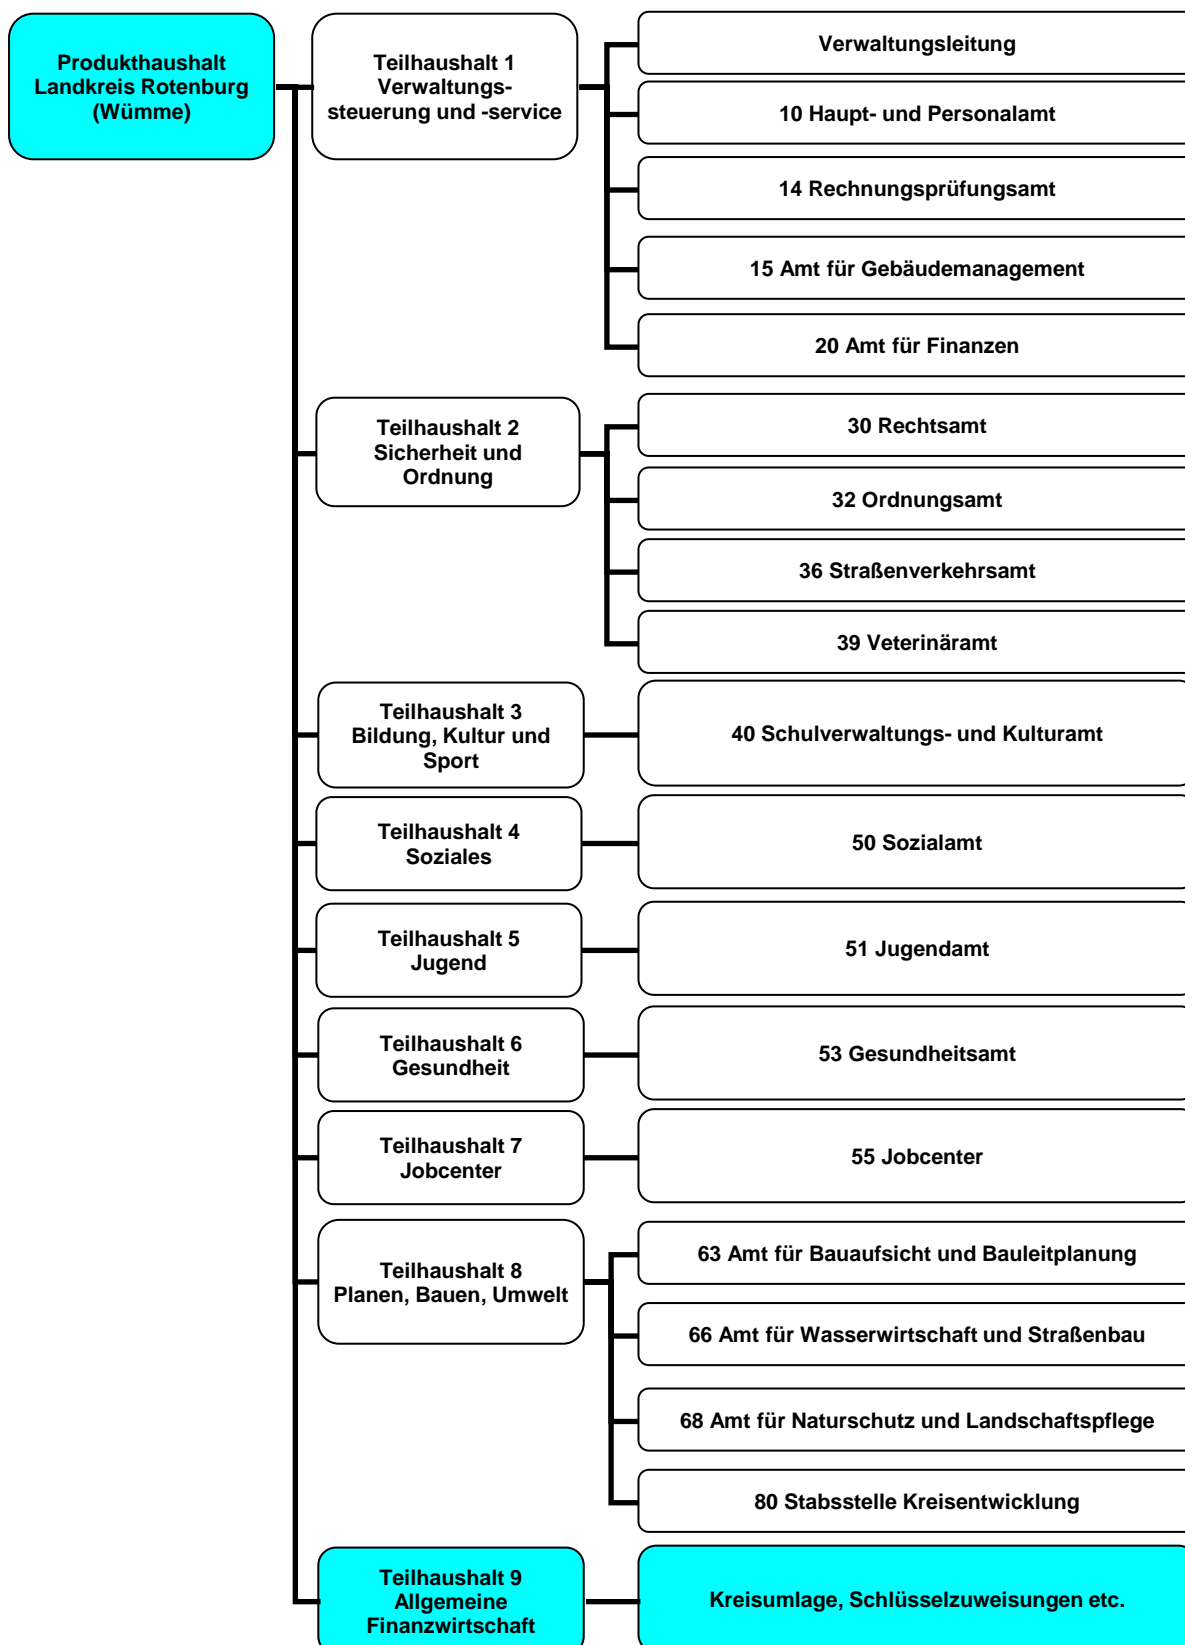 Produkthaushalt
Landkreis Rotenburg
(Wümme)
Teilhaushalt 1
Verwaltungs-
steuerung und -service
Verwaltungsleitung
10 Haupt- und Personalamt
14 Rechnungsprüfungsamt
15 Amt für Gebäudemanagement
20 Amt für Finanzen
Teilhaushalt 2
Sicherheit und
Ordnung
30 Rechtsamt
32 Ordnungsamt
36 Straßenverkehrsamt
39 Veterinäramt
Teilhaushalt 3
Bildung, Kultur und
Sport
40 Schulverwaltungs- und Kulturamt
Teilhaushalt 4
Soziales
50 Sozialamt
Teilhaushalt 5
Jugend
51 Jugendamt
Teilhaushalt 6
Gesundheit
53 Gesundheitsamt
Teilhaushalt 7
Jobcenter
55 Jobcenter
Teilhaushalt 8
Planen, Bauen, Umwelt
63 Amt für Bauaufsicht und Bauleitplanung
66 Amt für Wasserwirtschaft und Straßenbau
68 Amt für Naturschutz und Landschaftspflege
80 Stabsstelle Kreisentwicklung
Teilhaushalt 9
Allgemeine
Finanzwirtschaft
Kreisumlage, Schlüsselzuweisungen etc.